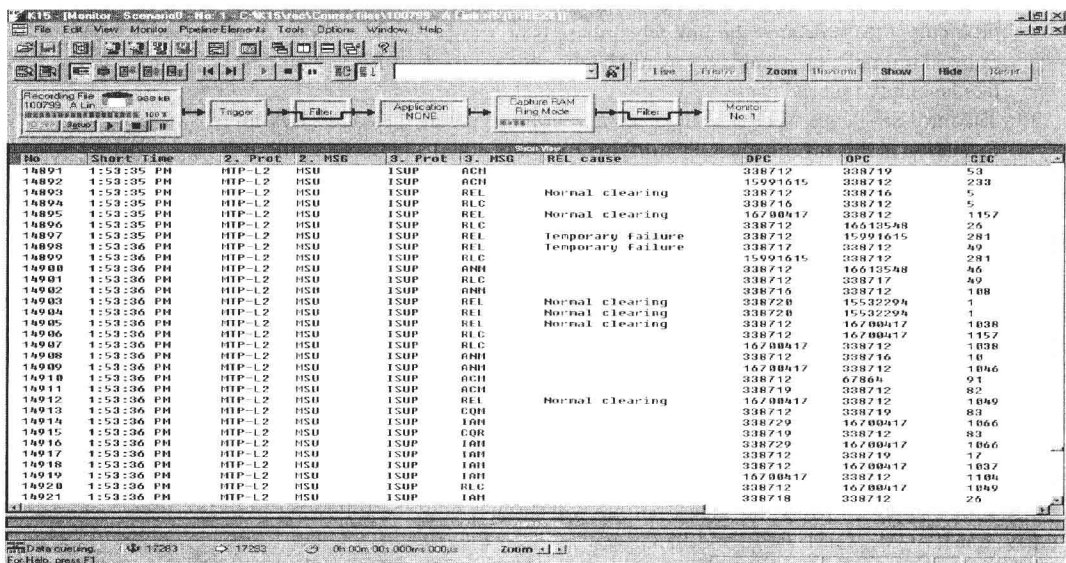 K15 - [Monitor - Scenario0 - No: 1 - C:\K15\rec\Course files\100799
File Edit View Monitor PipelineElements Tools Options Window Help
Live Zoom Unzoom Show Hide
Recording File 100799 A Lin 100 %
Setup
Trigger
Filter
Application NONE
Capture RAM Ring Mode
Filter
Monitor No. 1
Short View
No Short Time 2. Prot 2. MSG 3. Prot 3. MSG REL cause DPC OPC CIC
14891 1:53:35 PM MTP-L2 MSU ISUP ACM 338712 338719 53
14892 1:53:35 PM MTP-L2 MSU ISUP ACM 15991615 338712 233
14893 1:53:35 PM MTP-L2 MSU ISUP REL Normal clearing 338712 338716 5
14894 1:53:35 PM MTP-L2 MSU ISUP RLC 338716 338712 5
14895 1:53:35 PM MTP-L2 MSU ISUP REL Normal clearing 16700417 338712 1157
14896 1:53:35 PM MTP-L2 MSU ISUP RLC 338712 16613548 26
14897 1:53:35 PM MTP-L2 MSU ISUP REL Temporary failure 338712 15991615 281
14898 1:53:36 PM MTP-L2 MSU ISUP REL Temporary failure 338717 338712 49
14899 1:53:36 PM MTP-L2 MSU ISUP RLC 15991615 338712 281
14900 1:53:36 PM MTP-L2 MSU ISUP ANM 338712 16613548 46
14901 1:53:36 PM MTP-L2 MSU ISUP RLC 338712 338717 49
14902 1:53:36 PM MTP-L2 MSU ISUP ANM 338716 338712 108
14903 1:53:36 PM MTP-L2 MSU ISUP REL Normal clearing 338720 15532294 1
14904 1:53:36 PM MTP-L2 MSU ISUP REL Normal clearing 338720 15532294 1
14905 1:53:36 PM MTP-L2 MSU ISUP REL Normal clearing 338712 16700417 1038
14906 1:53:36 PM MTP-L2 MSU ISUP RLC 338712 16700417 1157
14907 1:53:36 PM MTP-L2 MSU ISUP RLC 16700417 338712 1038
14908 1:53:36 PM MTP-L2 MSU ISUP ANM 338712 338716 10
14909 1:53:36 PM MTP-L2 MSU ISUP ANM 16700417 338712 1046
14910 1:53:36 PM MTP-L2 MSU ISUP ACM 338712 67864 91
14911 1:53:36 PM MTP-L2 MSU ISUP ACM 338719 338712 82
14912 1:53:36 PM MTP-L2 MSU ISUP REL Normal clearing 16700417 338712 1049
14913 1:53:36 PM MTP-L2 MSU ISUP CQM 338712 338719 83
14914 1:53:36 PM MTP-L2 MSU ISUP IAM 338729 16700417 1066
14915 1:53:36 PM MTP-L2 MSU ISUP CQR 338719 338712 83
14916 1:53:36 PM MTP-L2 MSU ISUP IAM 338729 16700417 1066
14917 1:53:36 PM MTP-L2 MSU ISUP IAM 338712 338719 17
14918 1:53:36 PM MTP-L2 MSU ISUP IAM 338712 16700417 1037
14919 1:53:36 PM MTP-L2 MSU ISUP IAM 16700417 338712 1104
14920 1:53:36 PM MTP-L2 MSU ISUP RLC 338712 16700417 1049
14921 1:53:36 PM MTP-L2 MSU ISUP IAM 338718 338712 26
Data queuing. 17283 17283 0h 00m 00s 000ms 000µs Zoom
For Help, press F1